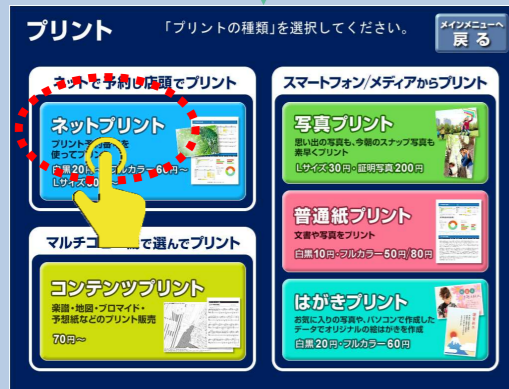 プリント
「プリントの種類」を選択してください。
メインメニューへ
戻る
ネットで予約し店頭でプリント
ネットプリント
プリント
使って
白黒20円
フルカラー60円～
Lサイズ
マルチコピー機で選んでプリント
コンテンツプリント
楽譜・地図・ブロマイド・
予想紙などのプリント販売
70円～
スマートフォン/メディアからプリント
写真プリント
思い出の写真も、今朝のスナップ写真も
素早くプリント
Lサイズ30円・証明写真200円
普通紙プリント
文書や写真をプリント
白黒10円・フルカラー50円/80円
はがきプリント
お気に入りの写真や、パソコンで作成した
データでオリジナルの絵はがきを作成
白黒20円・フルカラー60円